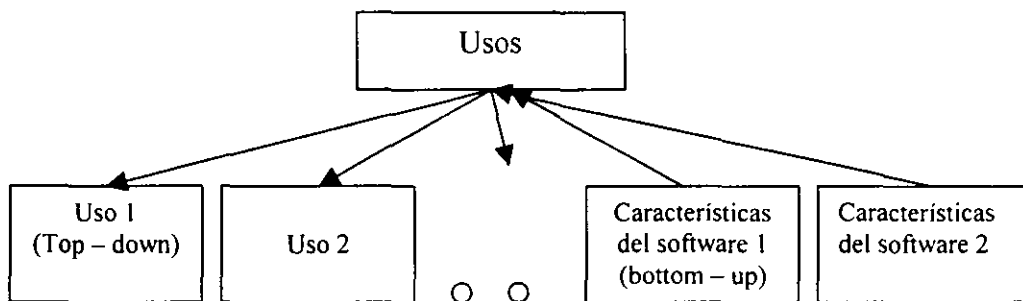 Usos
Uso 1
(Top – down)
Uso 2
Características
del software 1
(bottom – up)
Características
del software 2